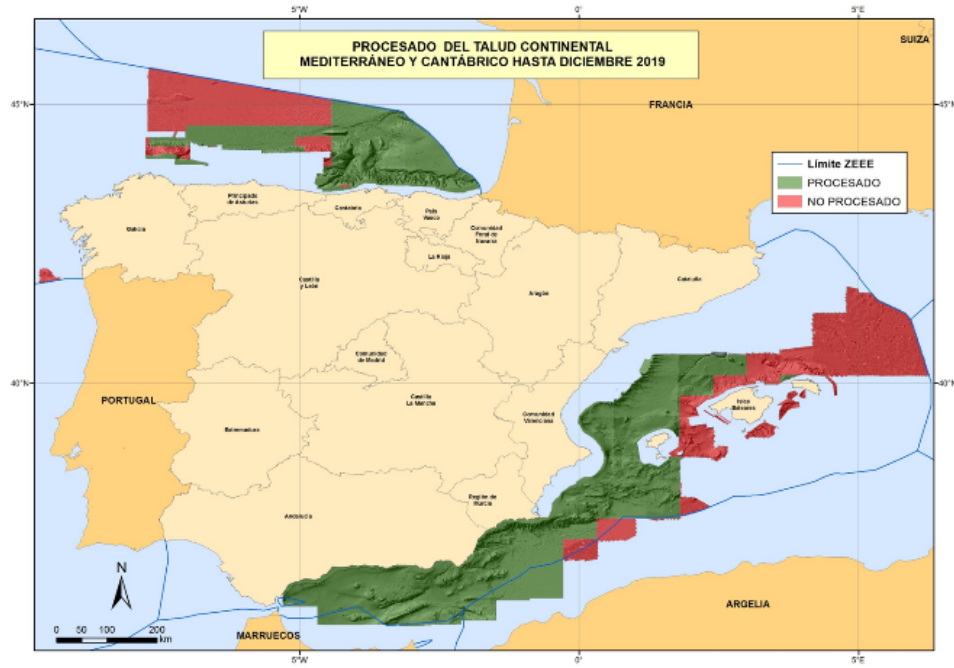 5°W
0°
5°E
PROCESADO DEL TALUD CONTINENTAL
MEDITERRÁNEO Y CANTÁBRICO HASTA DICIEMBRE 2019
SUIZA
45°N
45°N
FRANCIA
Límite ZEEE
PROCESADO
NO PROCESADO
Galicia
Principado
de Asturias
Cantabria
País
Vasco
Comunidad
Foral de
Navarra
La Rioja
Castilla
y León
Aragón
Cataluña
Comunidad
de Madrid
40°N
40°N
PORTUGAL
Castilla
La Mancha
Islas
Baleares
Extremadura
Comunidad
Valenciana
Región de
Murcia
Andalucía
N
0 50 100 200
km
MARRUECOS
ARGELIA
5°W
0°
5°E